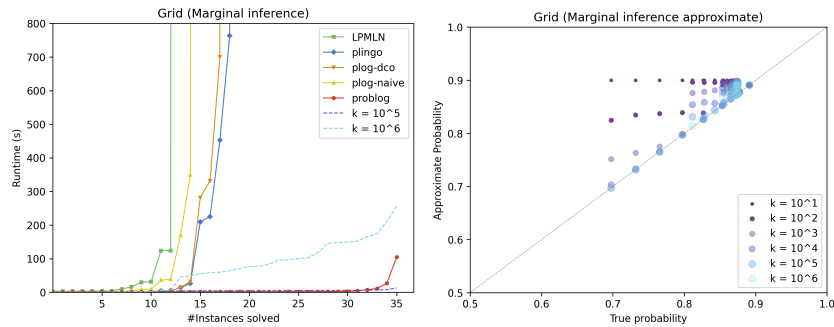 Grid (Marginal inference)
Runtime (s)
800
700
600
500
400
300
200
100
0
LPMLN
plingo
plog-dco
plog-naive
problog
k = 10^5
k = 10^6
5
10
15
20
25
30
35
#Instances solved
Grid (Marginal inference approximate)
Approximate Probability
1.0
0.9
0.8
0.7
0.6
0.5
k = 10^1
k = 10^2
k = 10^3
k = 10^4
k = 10^5
k = 10^6
0.5
0.6
0.7
0.8
0.9
1.0
True probability